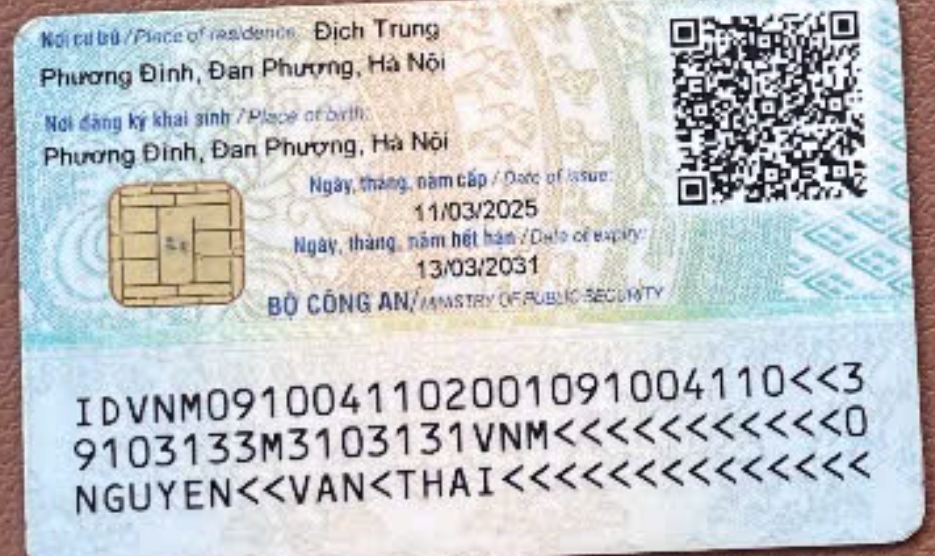 Nơi cư trú / Place of residence: Địch Trung
Phương Đình, Đan Phượng, Hà Nội
Nơi đăng ký khai sinh / Place of birth:
Phương Đình, Đan Phượng, Hà Nội
Ngày, tháng, năm cấp / Date of issue:
11/03/2025
Ngày, tháng, năm hết hạn / Date of expiry:
13/03/2031
BỘ CÔNG AN/ MINISTRY OF PUBLIC SECURITY
IDVNM0910041102001091004110<<3
9103133M3103131VNM<<<<<<<<<<<0
NGUYEN<<VAN<THAI<<<<<<<<<<<<<<